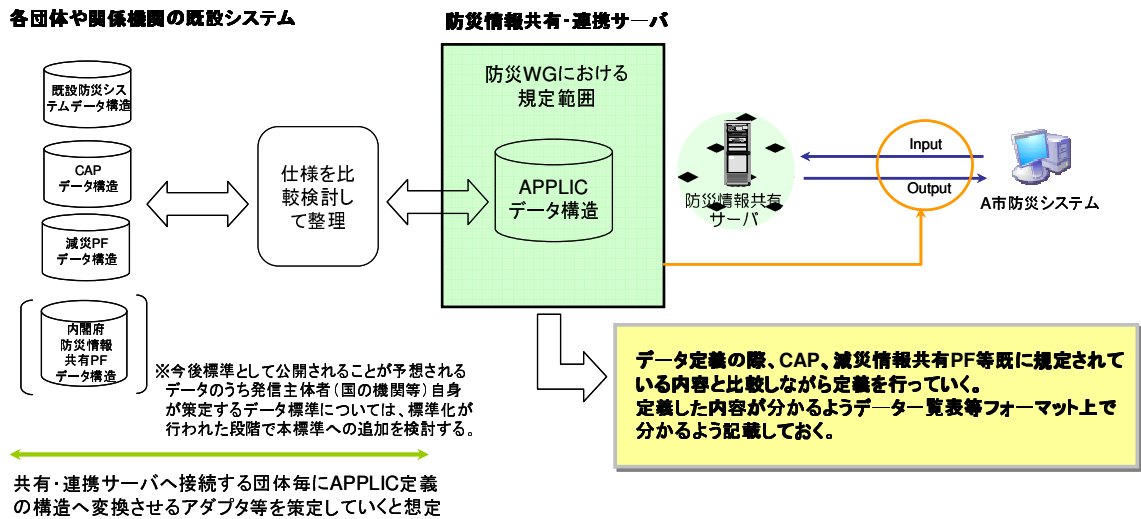 各団体や関係機関の既設システム
既設防災シス
テムデータ構造
CAP
データ構造
減災PF
データ構造
内閣府
防災情報
共有PF
データ構造
仕様を比
較検討し
て整理
防災情報共有・連携サーバ
防災WGにおける
規定範囲
APPLIC
データ構造
防災情報共有
サーバ
Input
Output
A市防災システム
※今後標準として公開されることが予想される
データのうち発信主体者(国の機関等)自身
が策定するデータ標準については、標準化が
行われた段階で本標準への追加を検討する。
共有・連携サーバへ接続する団体毎にAPPLIC定義
の構造へ変換させるアダプタ等を策定していくと想定
データ定義の際、CAP、減災情報共有PF等既に規定されて
いる内容と比較しながら定義を行っていく。
定義した内容が分かるようデータ一覧表等フォーマット上で
分かるよう記載しておく。